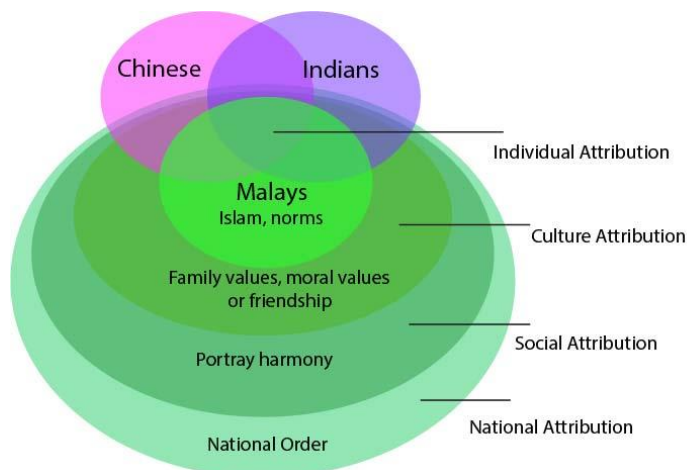 Chinese
Indians
Individual Attribution
Malays
Islam, norms
Culture Attribution
Family values, moral values
or friendship
Social Attribution
Portray harmony
National Attribution
National Order